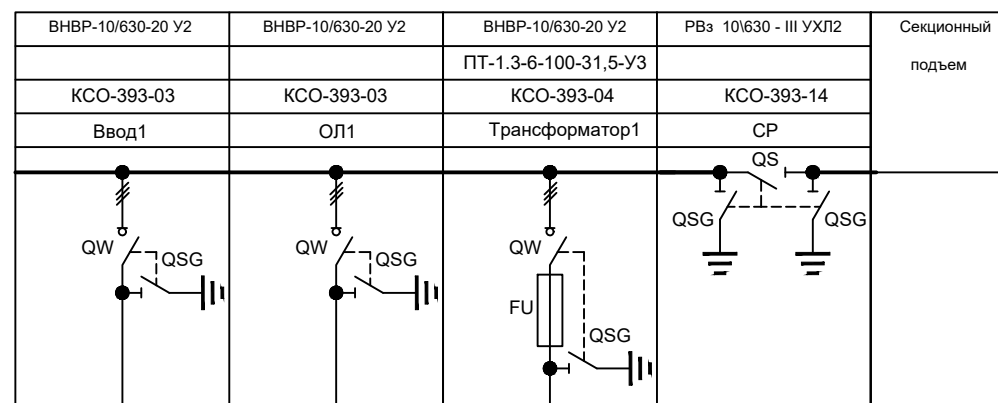 ВНВР-10/630-20 У2 ВНВР-10/630-20 У2 ВНВР-10/630-20 У2 РВз 10\630 - III УХЛ2 Секционный
ПТ-1.3-6-100-31,5-У3 подъем
КСО-393-03 КСО-393-03 КСО-393-04 КСО-393-14
Ввод1 ОЛ1 Трансформатор1 СР
QS
QSG QSG
QW QW QW
QSG QSG
FU
QSG